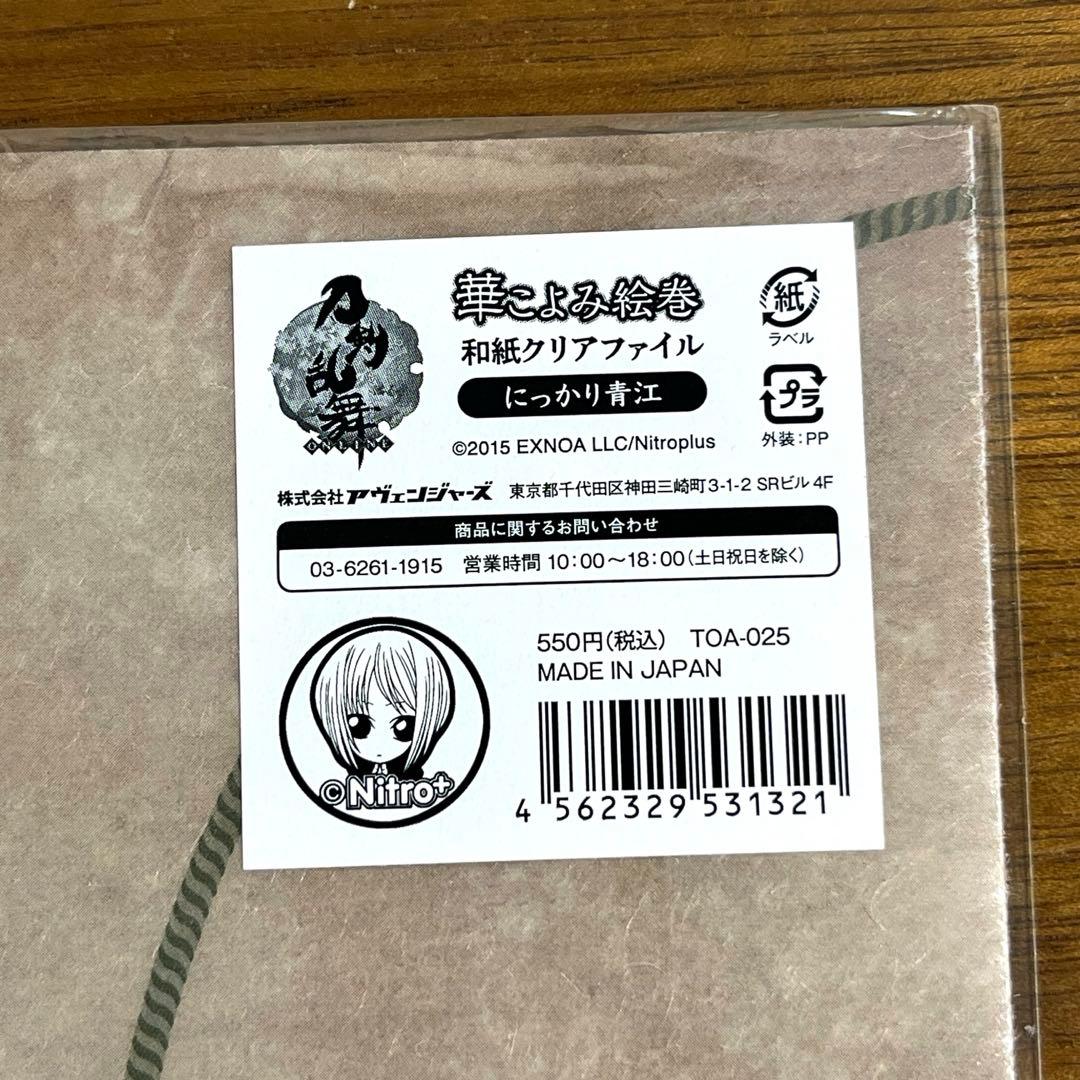 刀剣乱舞
ONLINE
華こよみ絵巻
和紙クリアファイル
にっかり青江
©2015 EXNOA LLC/Nitroplus
紙
ラベル
プラ
外装:PP
株式会社アヴェンジャーズ 東京都千代田区神田三崎町3-1-2 SRビル 4F
商品に関するお問い合わせ
03-6261-1915 営業時間 10:00~18:00(土日祝日を除く)
©Nitro+
550円(税込) TOA-025
MADE IN JAPAN
4 562329 531321